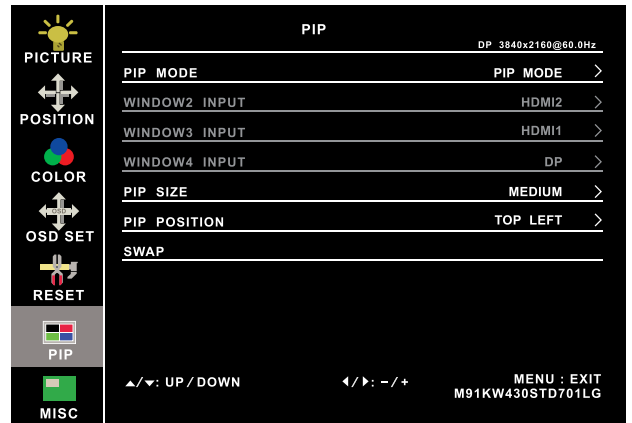 PIP
DP 3840x2160@60.0Hz
PICTURE
POSITION
COLOR
OSD
OSD SET
RESET
PIP
MISC
PIP MODE PIP MODE
WINDOW2 INPUT HDMI2
WINDOW3 INPUT HDMI1
WINDOW4 INPUT DP
PIP SIZE MEDIUM
PIP POSITION TOP LEFT
SWAP
▲/▼: UP / DOWN ◀/▶: − / + MENU : EXIT
M91KW430STD701LG